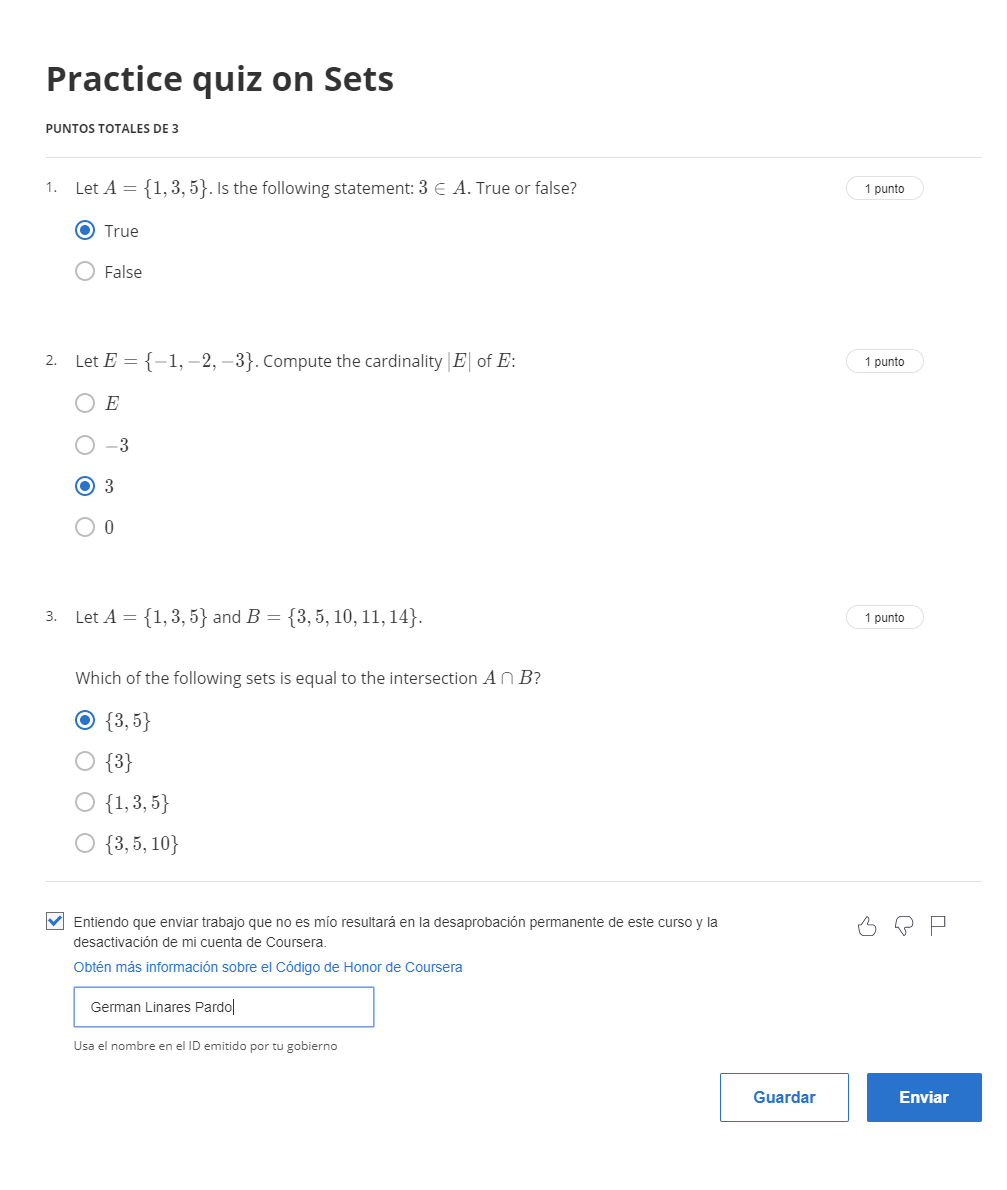 Practice quiz on Sets
PUNTOS TOTALES DE 3
1. Let A = {1, 3, 5}. Is the following statement: 3 ∈ A. True or false?
1 punto
True
False
2. Let E = {−1, −2, −3}. Compute the cardinality |E| of E:
1 punto
E
−3
3
0
3. Let A = {1, 3, 5} and B = {3, 5, 10, 11, 14}.
1 punto
Which of the following sets is equal to the intersection A ∩ B?
{3, 5}
{3}
{1, 3, 5}
{3, 5, 10}
Entiendo que enviar trabajo que no es mío resultará en la desaprobación permanente de este curso y la
desactivación de mi cuenta de Coursera.
Obtén más información sobre el Código de Honor de Coursera
German Linares Pardo
Usa el nombre en el ID emitido por tu gobierno
Guardar
Enviar